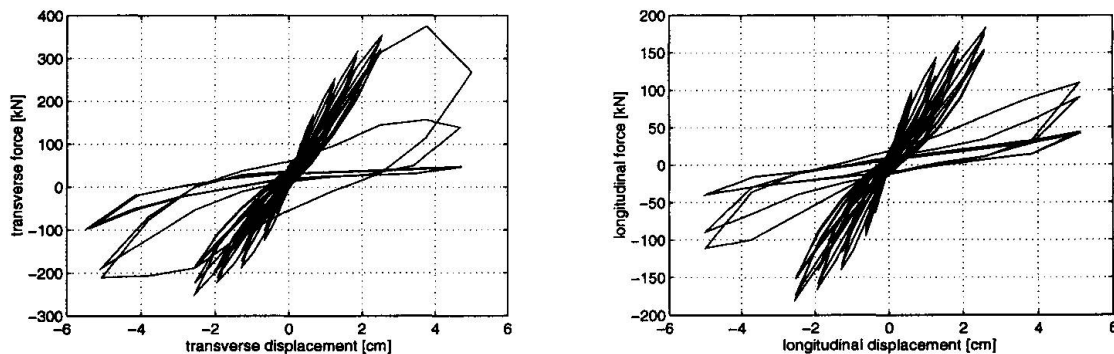 400
300
200
100
0
−100
−200
−300
transverse force [kN]
−6 −4 −2 0 2 4 6
transverse displacement [cm]
200
150
100
50
0
−50
−100
−150
−200
longitudinal force [kN]
−6 −4 −2 0 2 4 6
longitudinal displacement [cm]